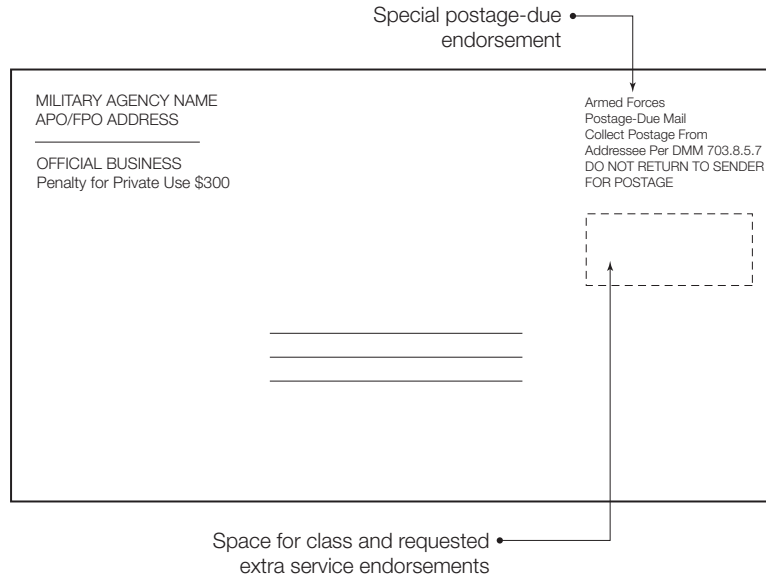 Special postage-due
endorsement
MILITARY AGENCY NAME
APO/FPO ADDRESS
OFFICIAL BUSINESS
Penalty for Private Use $300
Armed Forces
Postage-Due Mail
Collect Postage From
Addressee Per DMM 703.8.5.7
DO NOT RETURN TO SENDER
FOR POSTAGE
Space for class and requested
extra service endorsements